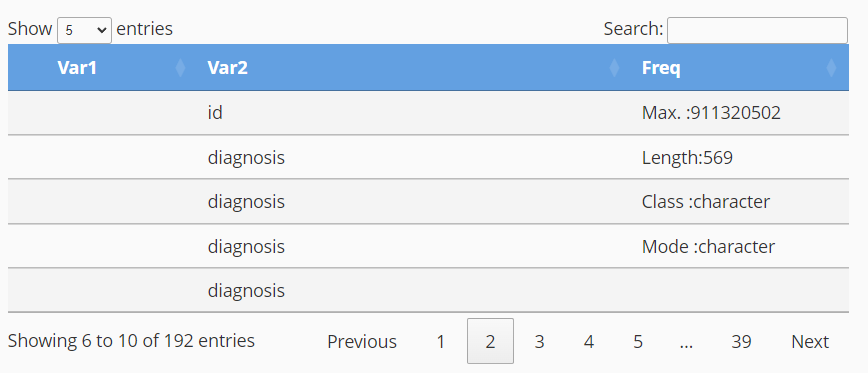 Show 5 entries Search:
Var1 Var2 Freq
id Max. :911320502
diagnosis Length:569
diagnosis Class :character
diagnosis Mode :character
diagnosis
Showing 6 to 10 of 192 entries Previous 1 2 3 4 5 ... 39 Next